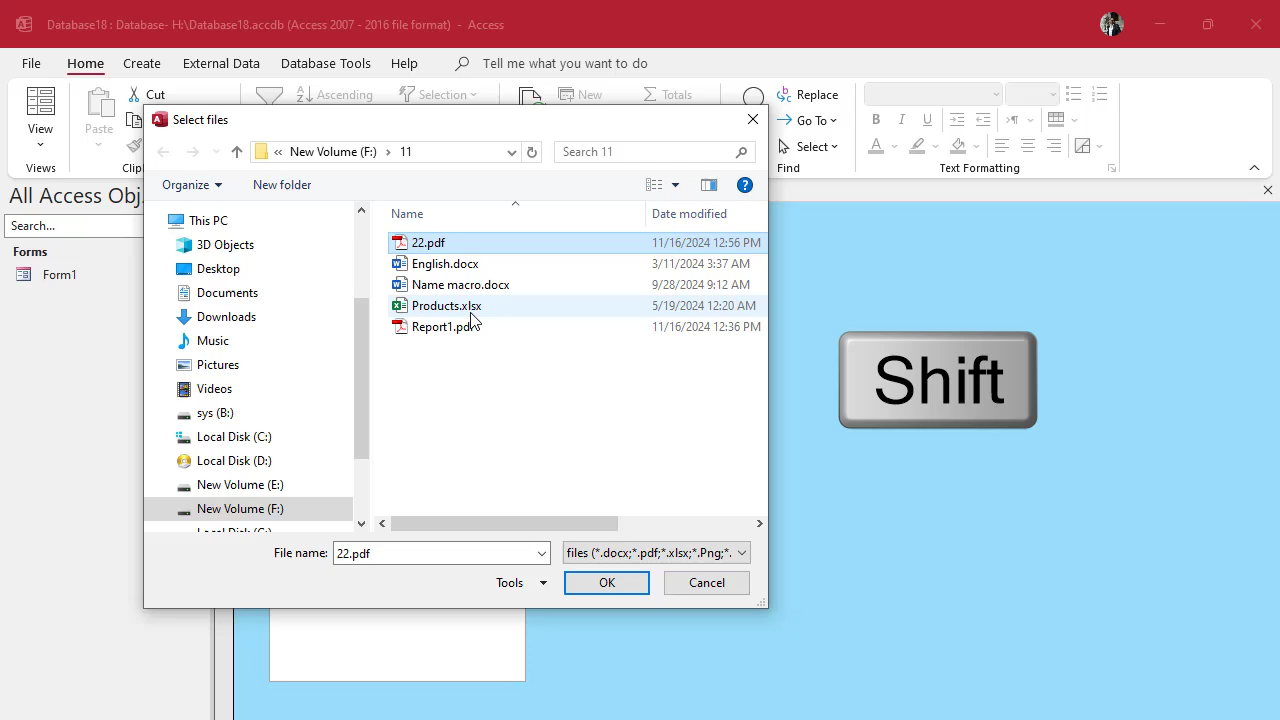 Database18 : Database- H:\Database18.accdb (Access 2007 - 2016 file format) - Access
File Home Create External Data Database Tools Help Tell me what you want to do
View
Views
Paste
Cut
Ascending
Selection
New
Totals
Replace
Go To
Select
Find
B I U
A
Text Formatting
All Access Obj
Search...
Forms
Form1
Select files
« New Volume (F:) › 11
Search 11
Organize
New folder
This PC
3D Objects
Desktop
Documents
Downloads
Music
Pictures
Videos
sys (B:)
Local Disk (C:)
Local Disk (D:)
New Volume (E:)
New Volume (F:)
Name Date modified
22.pdf 11/16/2024 12:56 PM
English.docx 3/11/2024 3:37 AM
Name macro.docx 9/28/2024 9:12 AM
Products.xlsx 5/19/2024 12:20 AM
Report1.pdf 11/16/2024 12:36 PM
File name: 22.pdf files (*.docx;*.pdf;*.xlsx;*.Png;*.
Tools OK Cancel
Shift